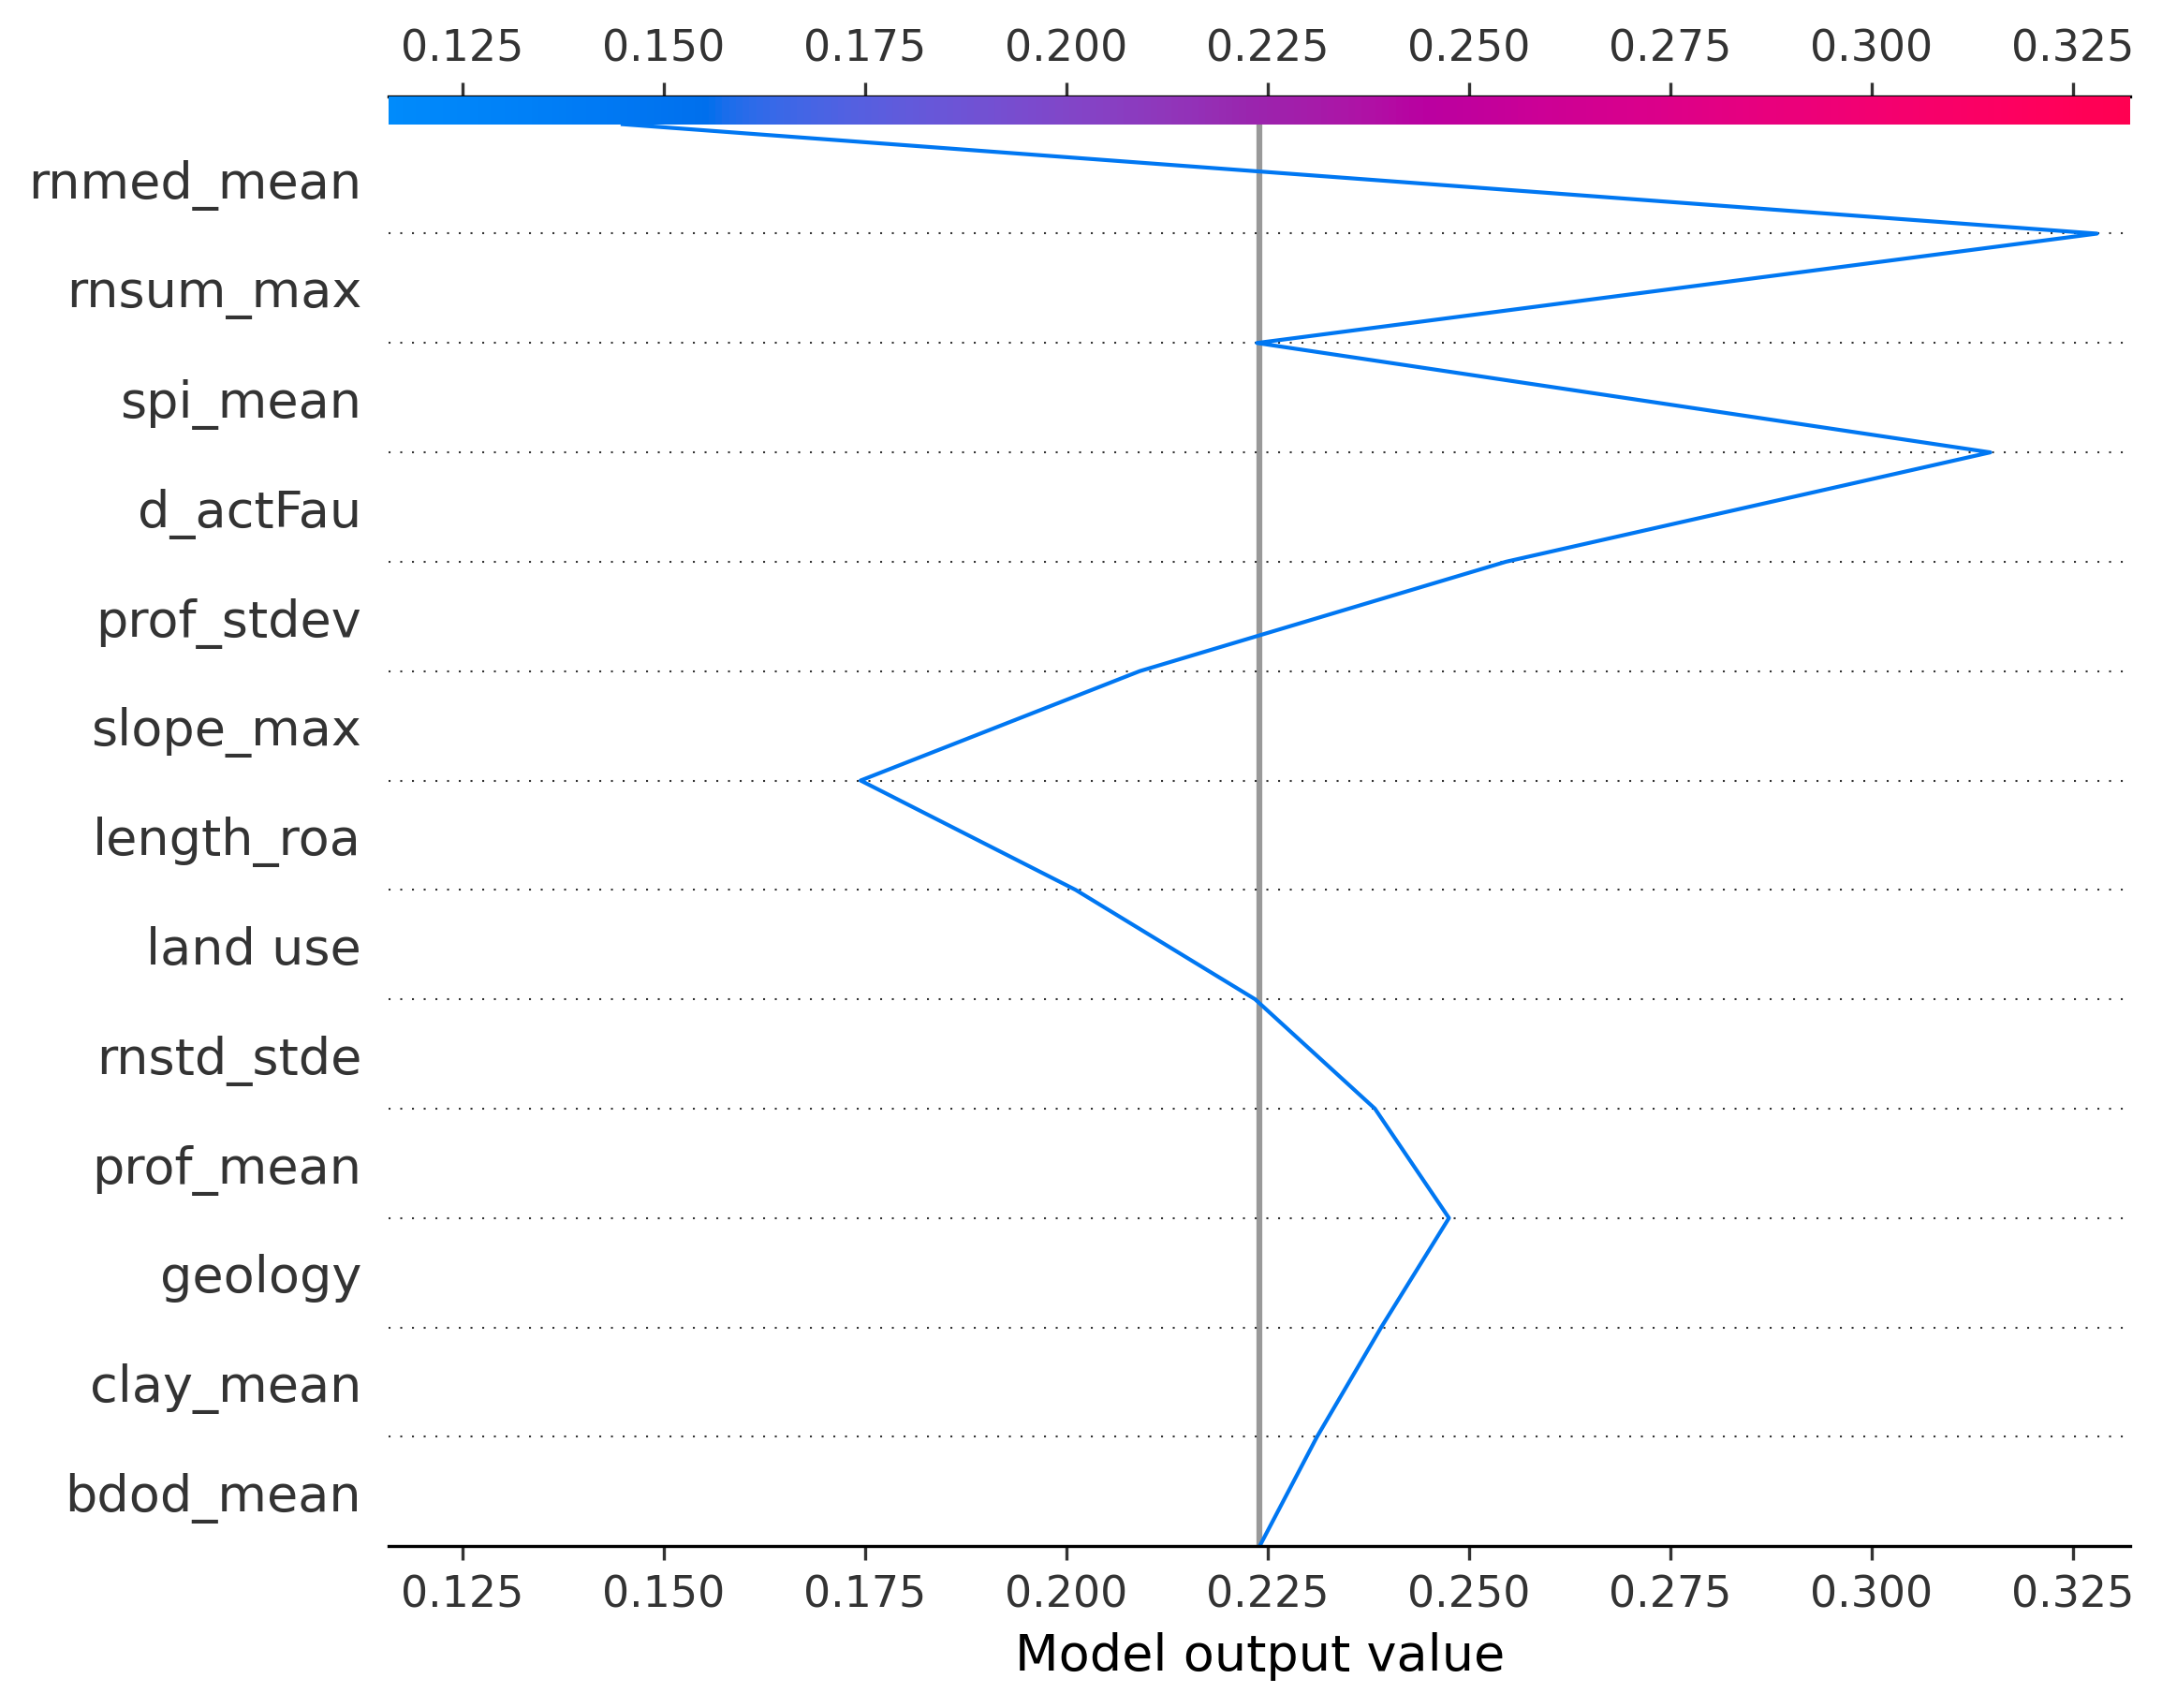 0.125 0.150 0.175 0.200 0.225 0.250 0.275 0.300 0.325
rnmed_mean
rnsum_max
spi_mean
d_actFau
prof_stdev
slope_max
length_roa
land use
rnstd_stde
prof_mean
geology
clay_mean
bdod_mean
0.125 0.150 0.175 0.200 0.225 0.250 0.275 0.300 0.325
Model output value